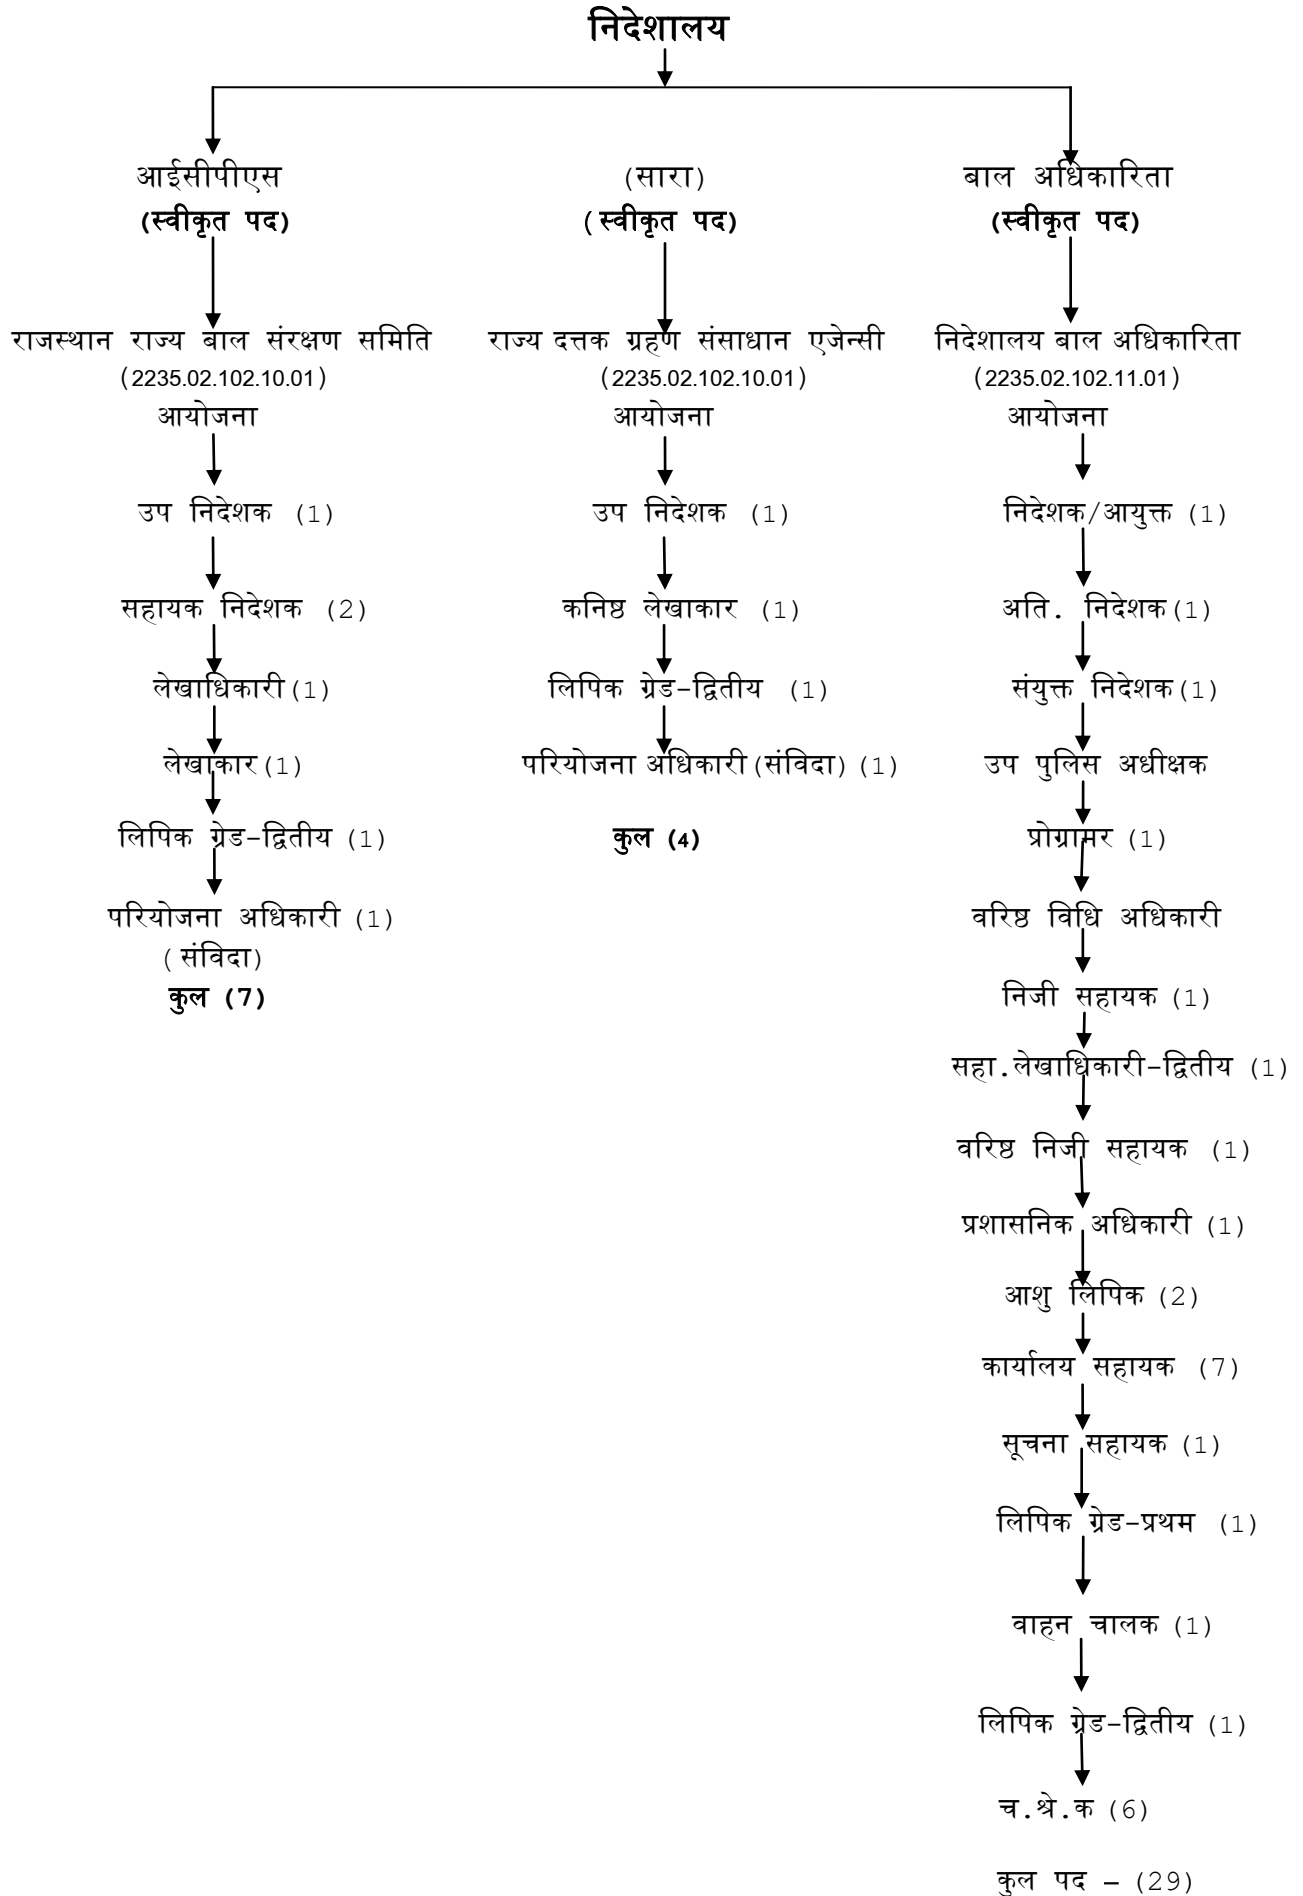 निदेशालय
आईसीपीएस
(स्वीकृत पद)
राजस्थान राज्य बाल संरक्षण समिति
(2235.02.102.10.01)
आयोजना
उप निदेशक (1)
सहायक निदेशक (2)
लेखाधिकारी(1)
लेखाकार(1)
लिपिक ग्रेड-द्वितीय (1)
परियोजना अधिकारी (1)
(संविदा)
कुल (7)
(सारा)
(स्वीकृत पद)
राज्य दत्तक ग्रहण संसाधान एजेन्सी
(2235.02.102.10.01)
आयोजना
उप निदेशक (1)
कनिष्ठ लेखाकार (1)
लिपिक ग्रेड-द्वितीय (1)
परियोजना अधिकारी(संविदा) (1)
कुल (4)
बाल अधिकारिता
(स्वीकृत पद)
निदेशालय बाल अधिकारिता
(2235.02.102.11.01)
आयोजना
निदेशक/आयुक्त (1)
अति. निदेशक(1)
संयुक्त निदेशक(1)
उप पुलिस अधीक्षक
प्रोग्रामर (1)
वरिष्ठ विधि अधिकारी
निजी सहायक (1)
सहा.लेखाधिकारी-द्वितीय (1)
वरिष्ठ निजी सहायक (1)
प्रशासनिक अधिकारी (1)
आशु लिपिक (2)
कार्यालय सहायक (7)
सूचना सहायक (1)
लिपिक ग्रेड-प्रथम (1)
वाहन चालक (1)
लिपिक ग्रेड-द्वितीय (1)
च.श्रे.क (6)
कुल पद – (29)